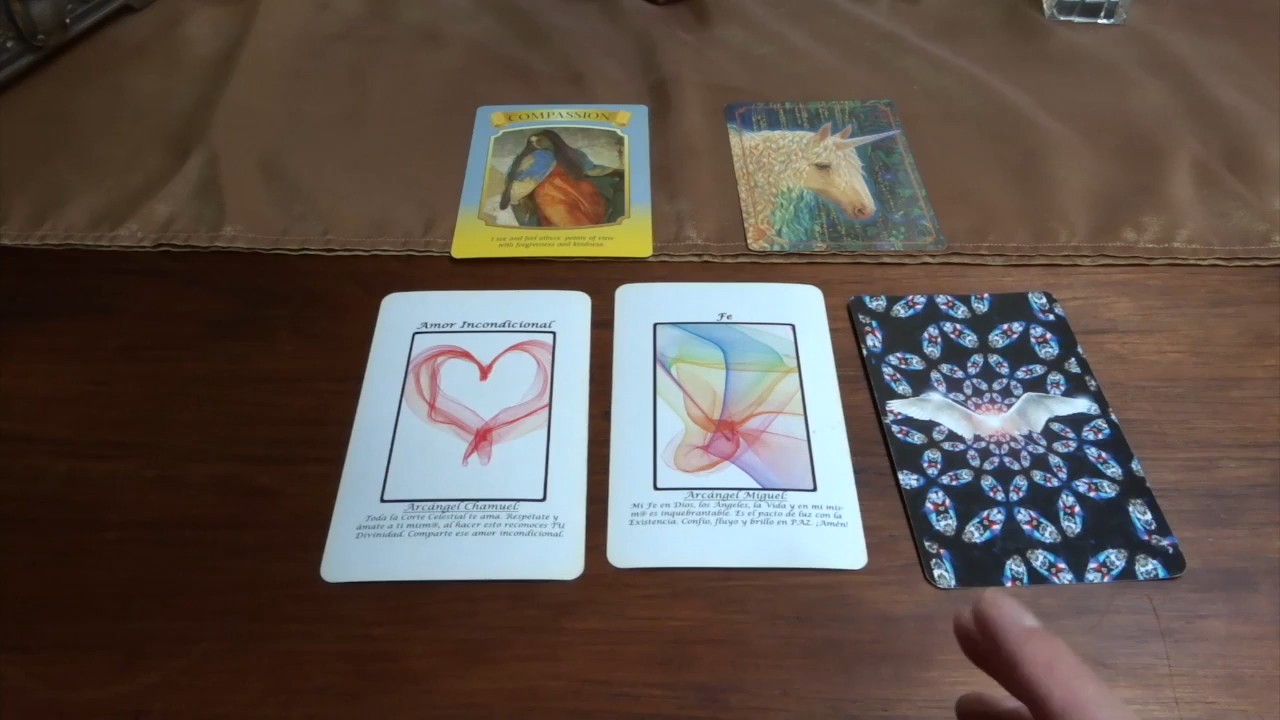 COMPASSION
I see and feel others' points of view
with forgiveness and kindness.
Amor Incondicional
Arcángel Chamuel:
Toda la Corte Celestial te ama. Respétate y
ámate a ti mism@, al hacer esto reconoces TU
Divinidad. Comparte ese amor incondicional.
Fe
Arcángel Miguel:
Mi Fe en Dios, los Ángeles, la Vida y en mi mis-
m@ es inquebrantable. Es el pacto de luz con la
Existencia. Confío, fluyo y brillo en PAZ. ¡Amén!